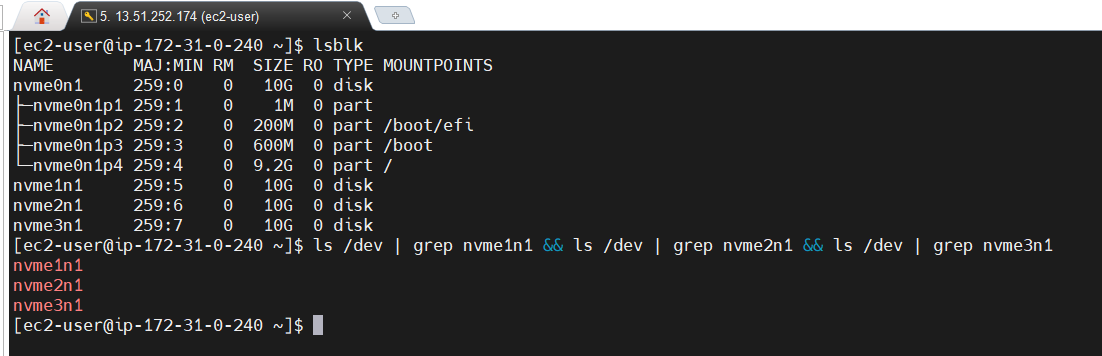 5. 13.51.252.174 (ec2-user)
[ec2-user@ip-172-31-0-240 ~]$ lsblk
NAME        MAJ:MIN RM  SIZE RO TYPE MOUNTPOINTS
nvme0n1     259:0    0   10G  0 disk
├─nvme0n1p1 259:1    0    1M  0 part
├─nvme0n1p2 259:2    0  200M  0 part /boot/efi
├─nvme0n1p3 259:3    0  600M  0 part /boot
└─nvme0n1p4 259:4    0  9.2G  0 part /
nvme1n1     259:5    0   10G  0 disk
nvme2n1     259:6    0   10G  0 disk
nvme3n1     259:7    0   10G  0 disk
[ec2-user@ip-172-31-0-240 ~]$ ls /dev | grep nvme1n1 && ls /dev | grep nvme2n1 && ls /dev | grep nvme3n1
nvme1n1
nvme2n1
nvme3n1
[ec2-user@ip-172-31-0-240 ~]$